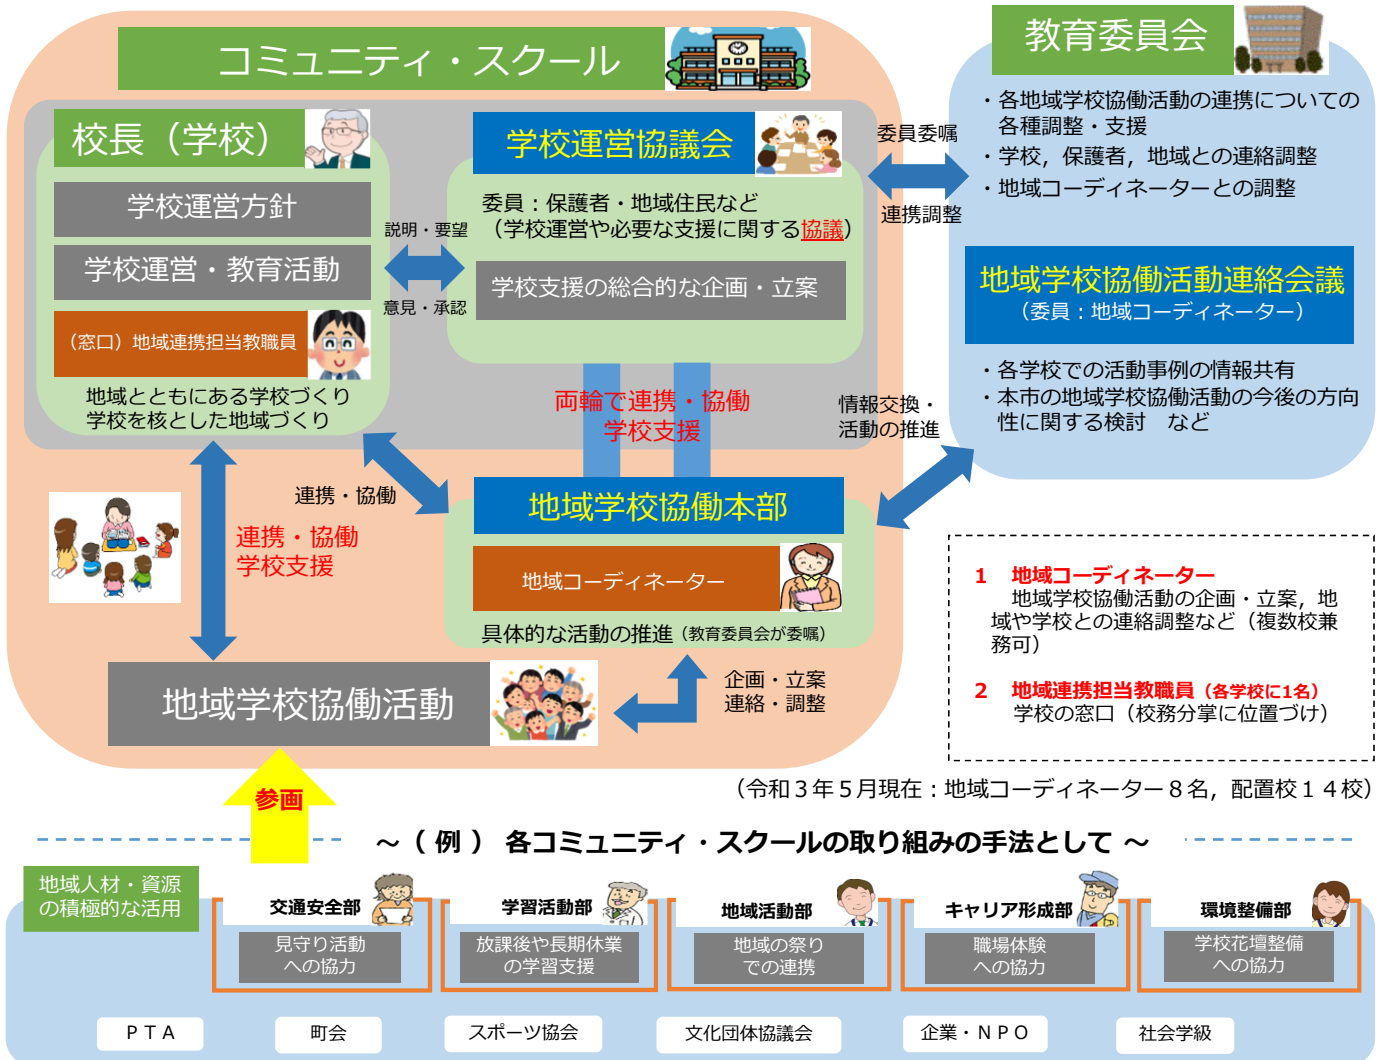 コミュニティ・スクール
校長（学校）
学校運営方針
学校運営・教育活動
（窓口）地域連携担当教職員
地域とともにある学校づくり
学校を核とした地域づくり
説明・要望
意見・承認
学校運営協議会
委員：保護者・地域住民など
（学校運営や必要な支援に関する協議）
学校支援の総合的な企画・立案
委員委嘱
連携調整
教育委員会
・各地域学校協働活動の連携についての
各種調整・支援
・学校，保護者，地域との連絡調整
・地域コーディネーターとの調整
地域学校協働活動連絡会議
（委員：地域コーディネーター）
・各学校での活動事例の情報共有
・本市の地域学校協働活動の今後の方向
性に関する検討　など
両輪で連携・協働
学校支援
情報交換・
活動の推進
連携・協働
連携・協働
学校支援
地域学校協働本部
地域コーディネーター
具体的な活動の推進（教育委員会が委嘱）
地域学校協働活動
企画・立案
連絡・調整
1　地域コーディネーター
地域学校協働活動の企画・立案，地
域や学校との連絡調整など（複数校兼
務可）
2　地域連携担当教職員（各学校に1名）
学校の窓口（校務分掌に位置づけ）
（令和３年５月現在：地域コーディネーター８名，配置校１４校）
参画
～（ 例 ） 各コミュニティ・スクールの取り組みの手法として ～
地域人材・資源
の積極的な活用
交通安全部
見守り活動
への協力
学習活動部
放課後や長期休業
の学習支援
地域活動部
地域の祭り
での連携
キャリア形成部
職場体験
への協力
環境整備部
学校花壇整備
への協力
ＰＴＡ
町会
スポーツ協会
文化団体協議会
企業・ＮＰＯ
社会学級